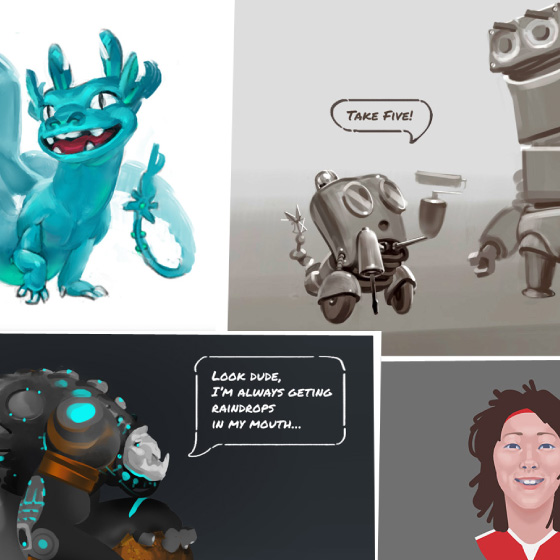 Take Five!
Look dude,
I'm always geting
raindrops
in my mouth...